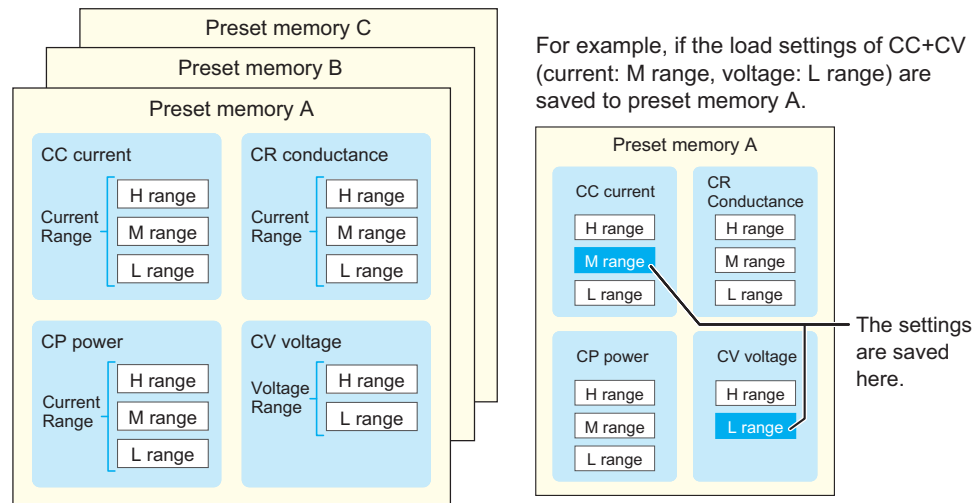 Preset memory C
Preset memory B
Preset memory A
CC current
Current
Range
H range
M range
L range
CR conductance
Current
Range
H range
M range
L range
CP power
Current
Range
H range
M range
L range
CV voltage
Voltage
Range
H range
L range
For example, if the load settings of CC+CV
(current: M range, voltage: L range) are
saved to preset memory A.
Preset memory A
CC current
H range
M range
L range
CR
Conductance
H range
M range
L range
CP power
H range
M range
L range
CV voltage
H range
L range
The settings
are saved
here.